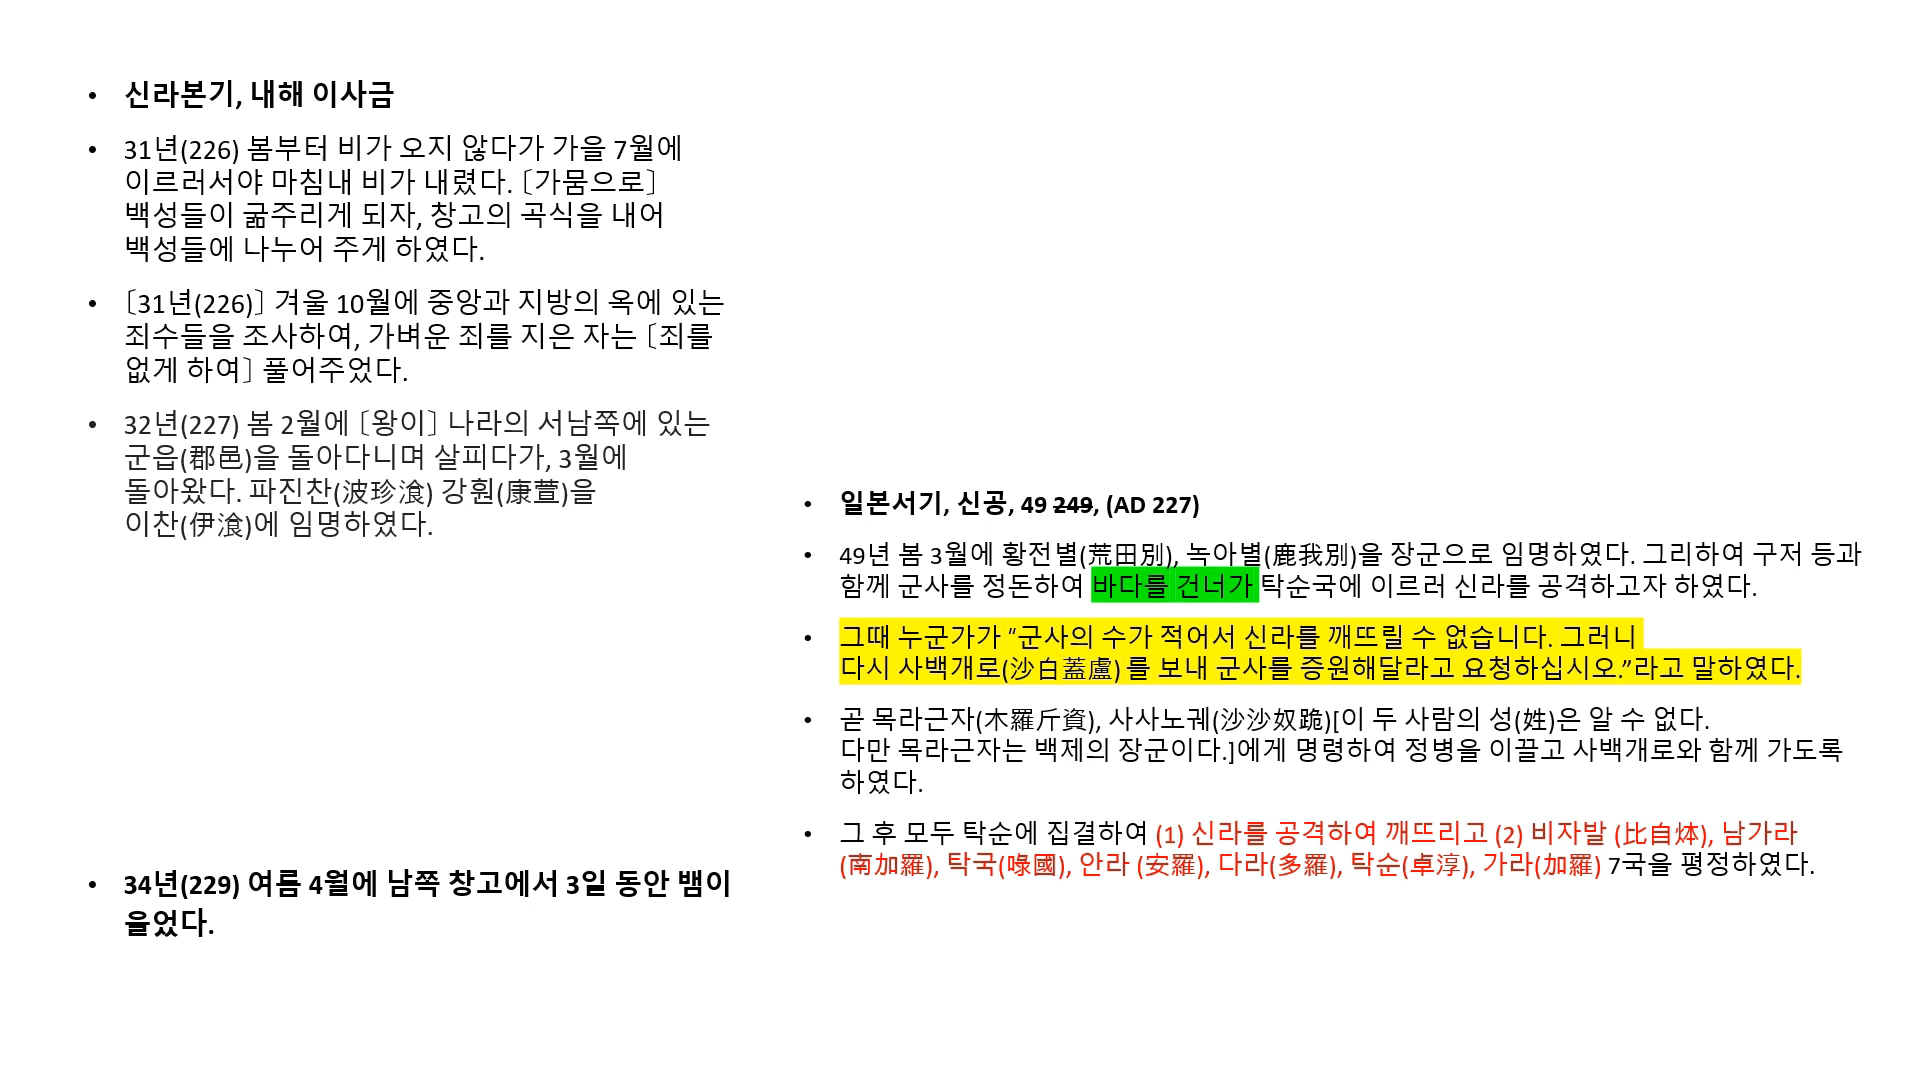 • 신라본기, 내해 이사금
• 31년(226) 봄부터 비가 오지 않다가 가을 7월에
이르러서야 마침내 비가 내렸다. 〔가뭄으로〕
백성들이 굶주리게 되자, 창고의 곡식을 내어
백성들에 나누어 주게 하였다.
• 〔31년(226)〕 겨울 10월에 중앙과 지방의 옥에 있는
죄수들을 조사하여, 가벼운 죄를 지은 자는 〔죄를
없게 하여〕 풀어주었다.
• 32년(227) 봄 2월에 〔왕이〕 나라의 서남쪽에 있는
군읍(郡邑)을 돌아다니며 살피다가, 3월에
돌아왔다. 파진찬(波珍飡) 강훤(康萱)을
이찬(伊飡)에 임명하였다.
• 34년(229) 여름 4월에 남쪽 창고에서 3일 동안 뱀이
울었다.
• 일본서기, 신공, 49 249, (AD 227)
• 49년 봄 3월에 황전별(荒田別), 녹아별(鹿我別)을 장군으로 임명하였다. 그리하여 구저 등과
함께 군사를 정돈하여 바다를 건너가 탁순국에 이르러 신라를 공격하고자 하였다.
• 그때 누군가가 “군사의 수가 적어서 신라를 깨뜨릴 수 없습니다. 그러니
다시 사백개로(沙白蓋盧)를 보내 군사를 증원해달라고 요청하십시오.”라고 말하였다.
• 곧 목라근자(木羅斤資), 사사노궤(沙沙奴跪)[이 두 사람의 성(姓)은 알 수 없다.
다만 목라근자는 백제의 장군이다.]에게 명령하여 정병을 이끌고 사백개로와 함께 가도록
하였다.
• 그 후 모두 탁순에 집결하여 (1) 신라를 공격하여 깨뜨리고 (2) 비자발 (比自㶱), 남가라
(南加羅), 탁국(㖨國), 안라 (安羅), 다라(多羅), 탁순(卓淳), 가라(加羅) 7국을 평정하였다.